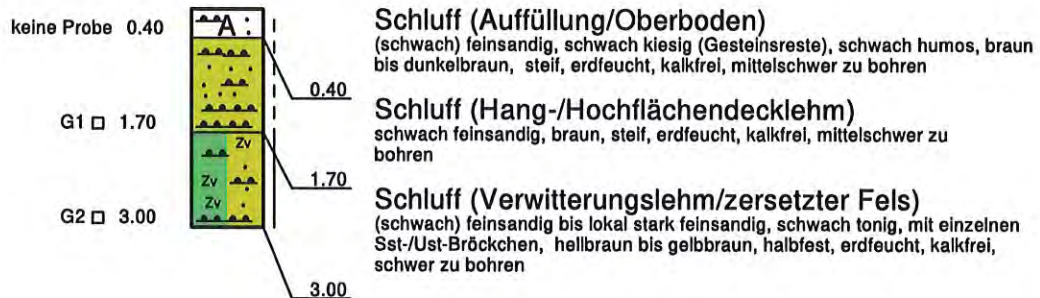 Schluff (Auffüllung/Oberboden)
keine Probe 0.40
A
(schwach) feinsandig, schwach kiesig (Gesteinsreste), schwach humos, braun
bis dunkelbraun, steif, erdfeucht, kalkfrei, mittelschwer zu bohren
0.40
Schluff (Hang-/Hochflächendecklehm)
G1 1.70
schwach feinsandig, braun, steif, erdfeucht, kalkfrei, mittelschwer zu
bohren
Zv
1.70
Zv
Schluff (Verwitterungslehm/zersetzter Fels)
Zv
G2 3.00
(schwach) feinsandig bis lokal stark feinsandig, schwach tonig, mit einzelnen
Sst-/Ust-Bröckchen, hellbraun bis gelbbraun, halbfest, erdfeucht, kalkfrei,
schwer zu bohren
3.00